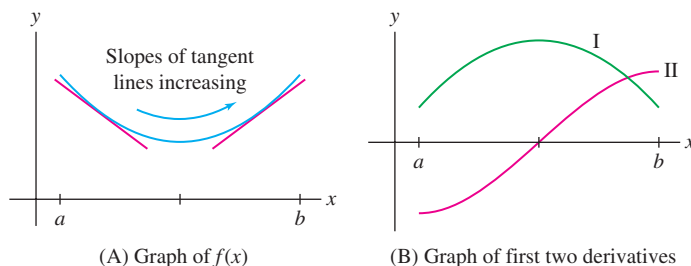 y
Slopes of tangent
lines increasing
x
a
b
(A) Graph of f(x)
y
I
II
x
a
b
(B) Graph of first two derivatives